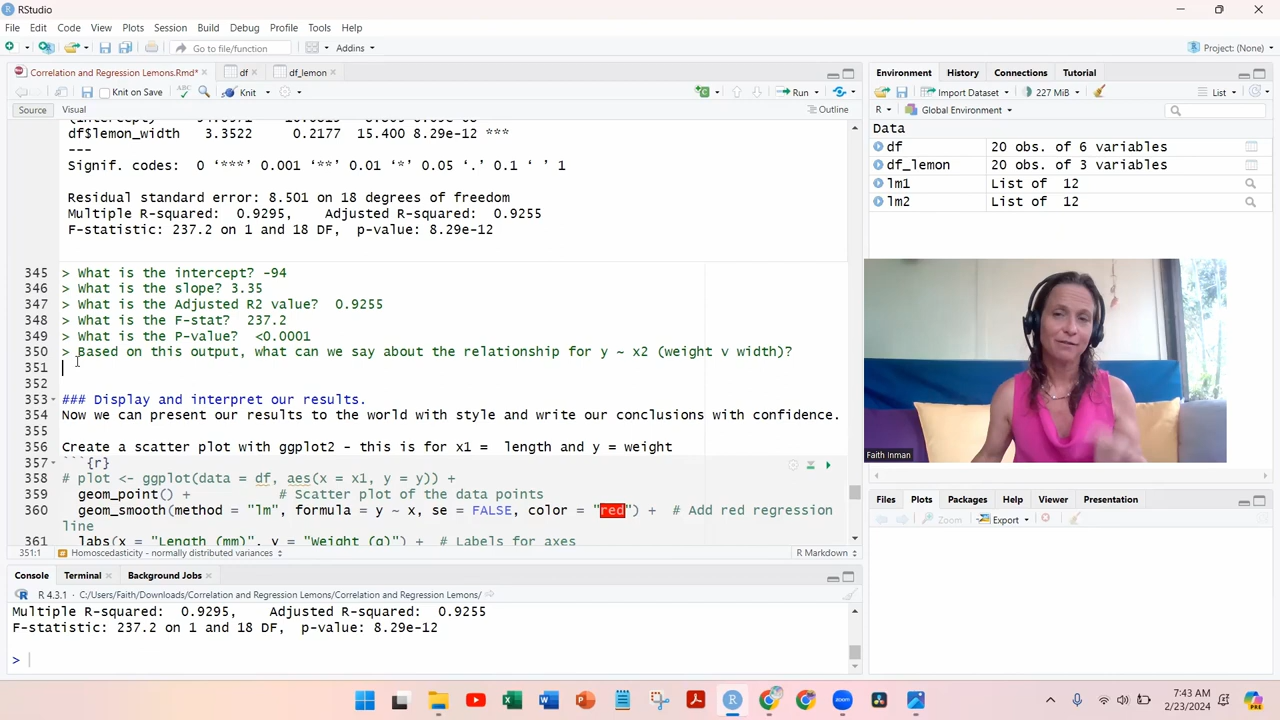 RStudio
File Edit Code View Plots Session Build Debug Profile Tools Help
Go to file/function Addins Project: (None)
Correlation and Regression Lemons.Rmd* df df_lemon
Knit on Save Knit Run
Source Visual Outline
df$lemon_width 3.3522 0.2177 15.400 8.29e-12 ***
---
Signif. codes: 0 ‘***’ 0.001 ‘**’ 0.01 ‘*’ 0.05 ‘.’ 0.1 ‘ ’ 1
Residual standard error: 8.501 on 18 degrees of freedom
Multiple R-squared: 0.9295, Adjusted R-squared: 0.9255
F-statistic: 237.2 on 1 and 18 DF, p-value: 8.29e-12
345 > What is the intercept? -94
346 > What is the slope? 3.35
347 > What is the Adjusted R2 value? 0.9255
348 > What is the F-stat? 237.2
349 > What is the P-value? <0.0001
350 > Based on this output, what can we say about the relationship for y ~ x2 (weight v width)?
351
352
353 ### Display and interpret our results.
354 Now we can present our results to the world with style and write our conclusions with confidence.
355
356 Create a scatter plot with ggplot2 - this is for x1 = length and y = weight
357 ```{r}
358 # plot <- ggplot(data = df, aes(x = x1, y = y)) +
359 geom_point() + # Scatter plot of the data points
360 geom_smooth(method = "lm", formula = y ~ x, se = FALSE, color = "red") + # Add red regression
line
361 labs(x = "Length (mm)", y = "Weight (g)") + # Labels for axes
351:1 Homoscedasticity - normally distributed variances R Markdown
Console Terminal Background Jobs
R 4.3.1 · C:/Users/Faith/Downloads/Correlation and Regression Lemons/Correlation and Regression Lemons/
Multiple R-squared: 0.9295, Adjusted R-squared: 0.9255
F-statistic: 237.2 on 1 and 18 DF, p-value: 8.29e-12
>
Environment History Connections Tutorial
Import Dataset 227 MiB List
R Global Environment
Data
df 20 obs. of 6 variables
df_lemon 20 obs. of 3 variables
lm1 List of 12
lm2 List of 12
Faith Inman
Files Plots Packages Help Viewer Presentation
Zoom Export
7:43 AM
2/23/2024